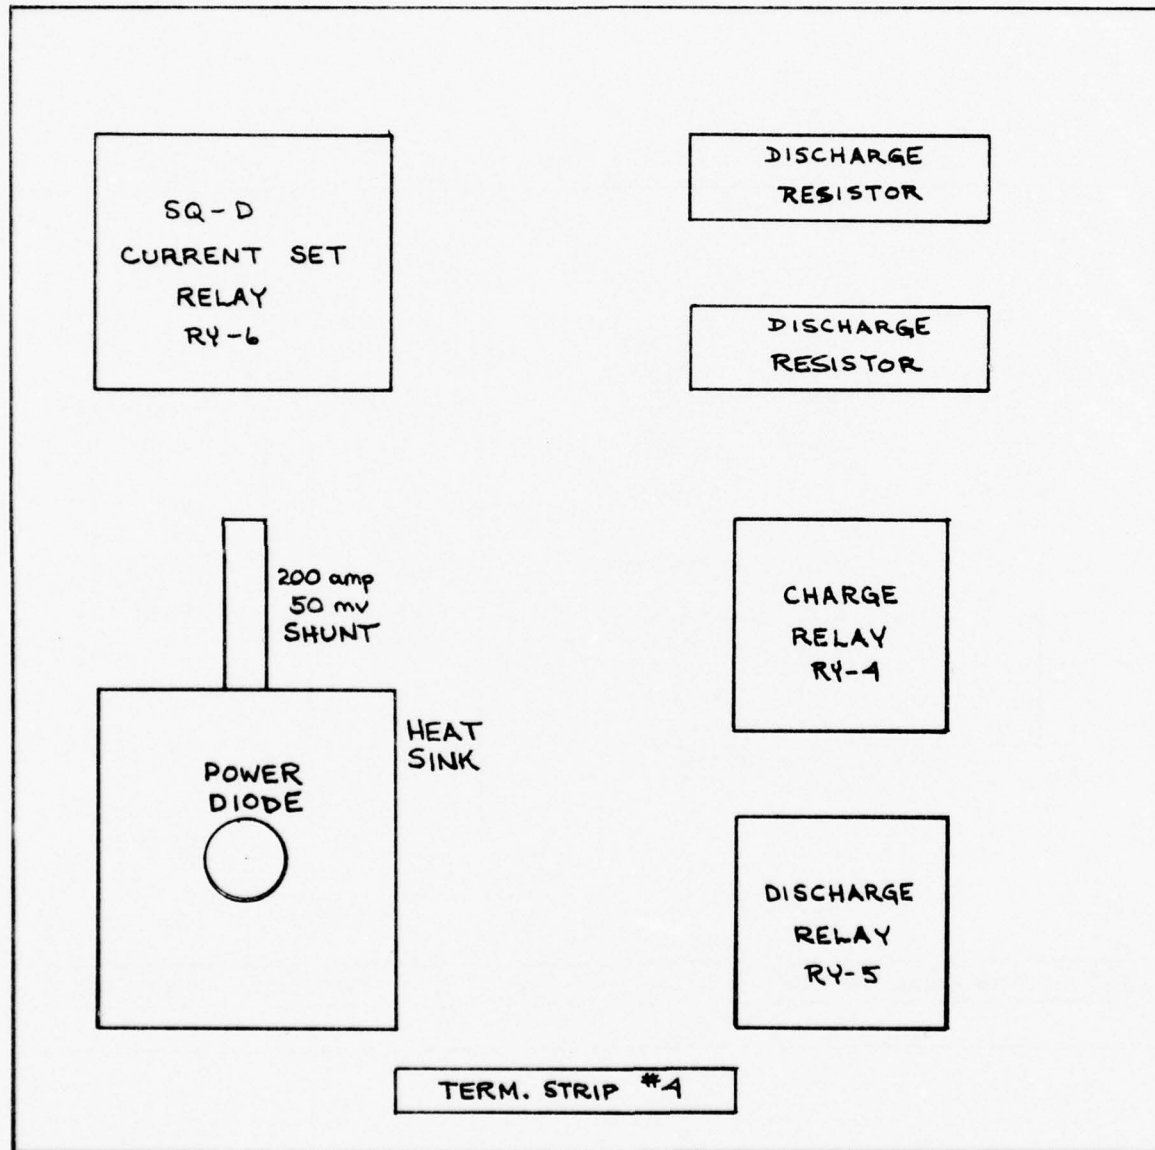 SQ-D
CURRENT SET
RELAY
RY-6
DISCHARGE
RESISTOR
DISCHARGE
RESISTOR
200 amp
50 mv
SHUNT
HEAT
SINK
POWER
DIODE
CHARGE
RELAY
RY-4
DISCHARGE
RELAY
RY-5
TERM. STRIP #4